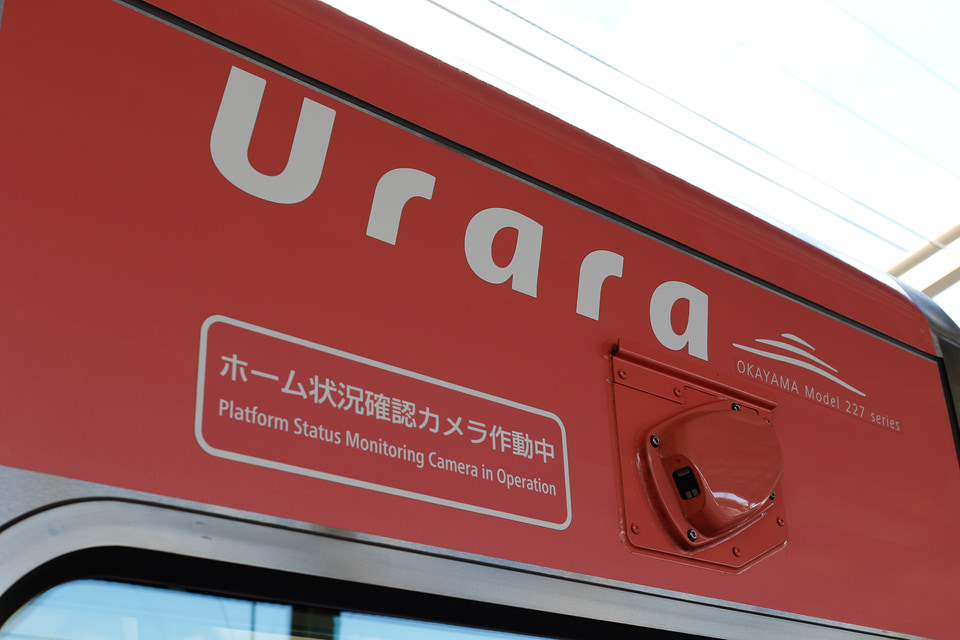 Urara
OKAYAMA Model 227 series
ホーム状況確認カメラ作動中
Platform Status Monitoring Camera in Operation